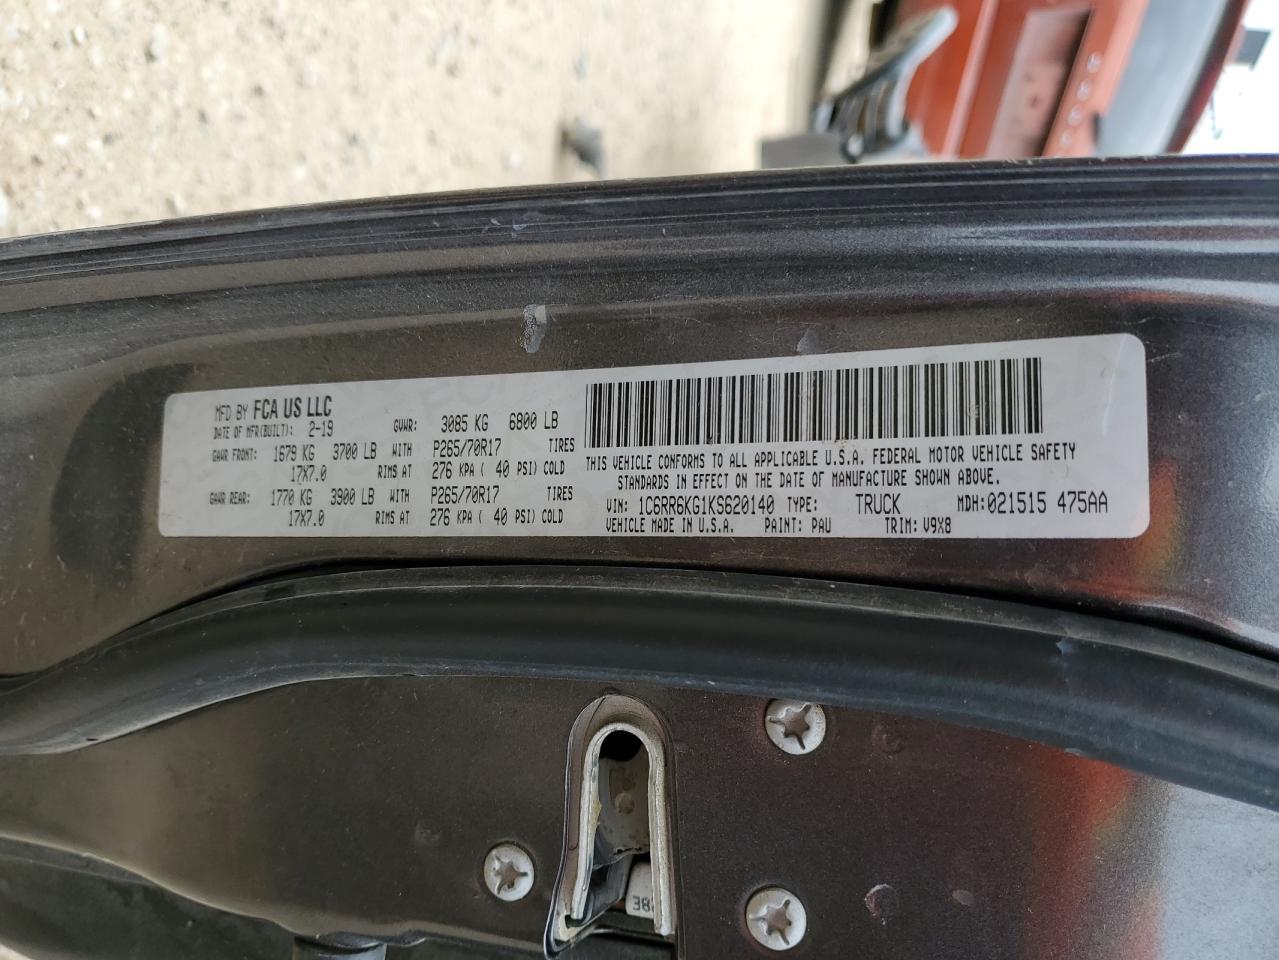 MFD BY FCA US LLC
DATE OF MFR(BUILT): 2-19 GVWR: 3085 KG 6800 LB
GAWR FRONT: 1679 KG 3700 LB WITH P265/70R17 TIRES
17X7.0 RIMS AT 276 KPA ( 40 PSI) COLD
GAWR REAR: 1770 KG 3900 LB WITH P265/70R17 TIRES
17X7.0 RIMS AT 276 KPA ( 40 PSI) COLD
THIS VEHICLE CONFORMS TO ALL APPLICABLE U.S.A. FEDERAL MOTOR VEHICLE SAFETY
STANDARDS IN EFFECT ON THE DATE OF MANUFACTURE SHOWN ABOVE.
VIN: 1C6RR6KG1KS620140 TYPE: TRUCK MDH:021515 475AA
VEHICLE MADE IN U.S.A. PAINT: PAU TRIM: V9X8